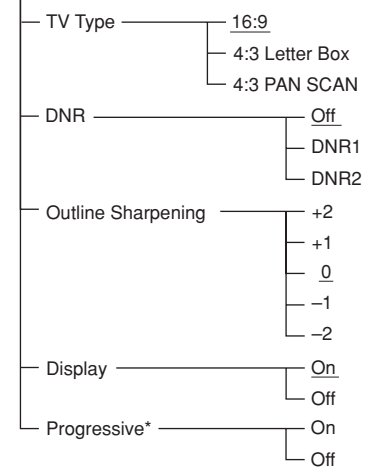 TV Type 16:9
4:3 Letter Box
4:3 PAN SCAN
DNR Off
DNR1
DNR2
Outline Sharpening +2
+1
0
–1
–2
Display On
Off
Progressive* On
Off